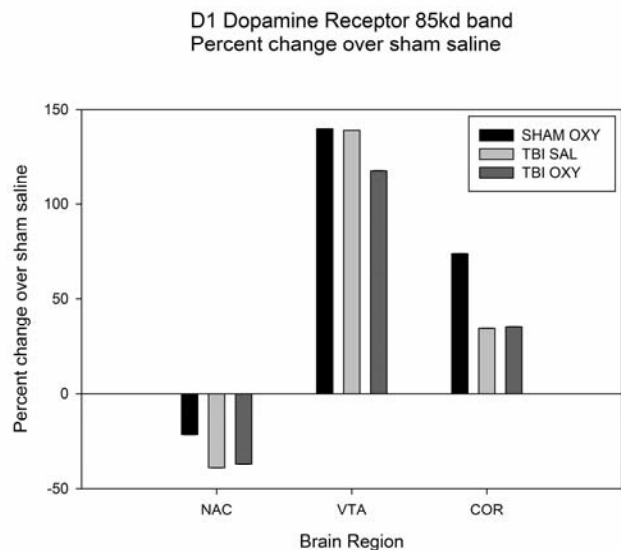 D1 Dopamine Receptor 85kd band
Percent change over sham saline
150
100
50
0
-50
Percent change over sham saline
SHAM OXY
TBI SAL
TBI OXY
NAC
VTA
COR
Brain Region